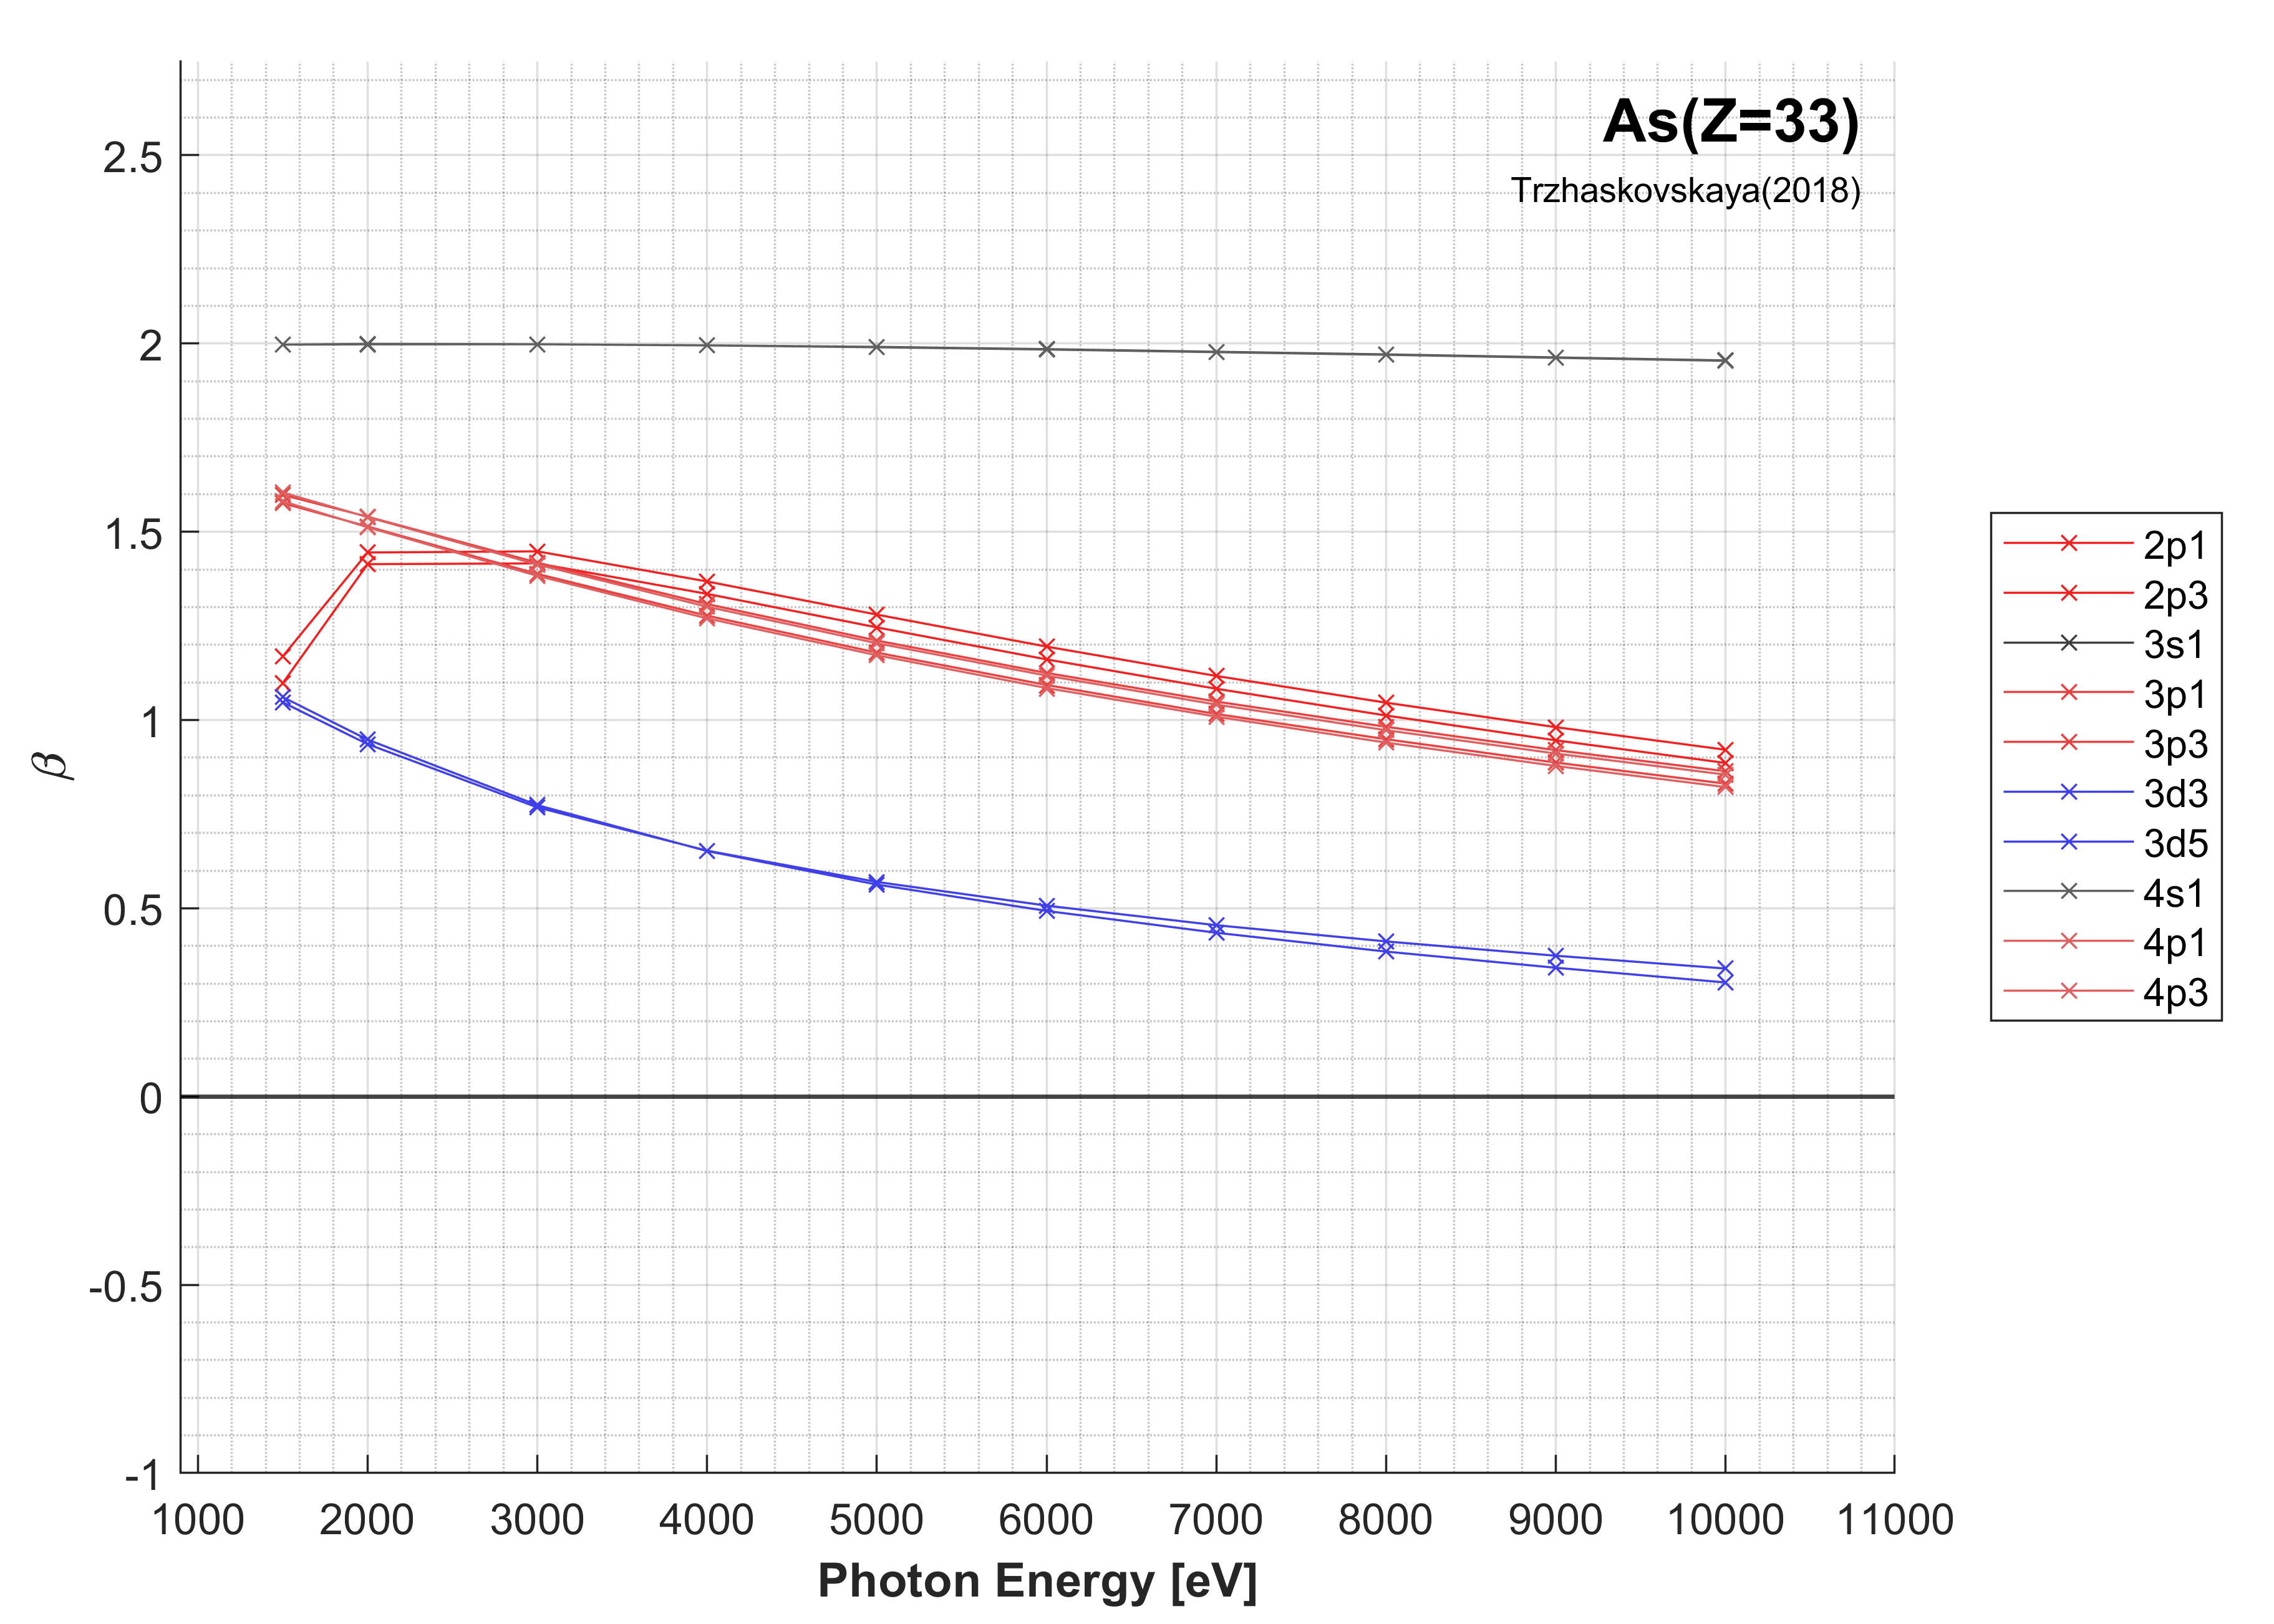 As(Z=33)
Trzhaskovskaya(2018)
2.5
2
1.5
1
0.5
0
-0.5
-1
β
1000 2000 3000 4000 5000 6000 7000 8000 9000 10000 11000
Photon Energy [eV]
2p1
2p3
3s1
3p1
3p3
3d3
3d5
4s1
4p1
4p3